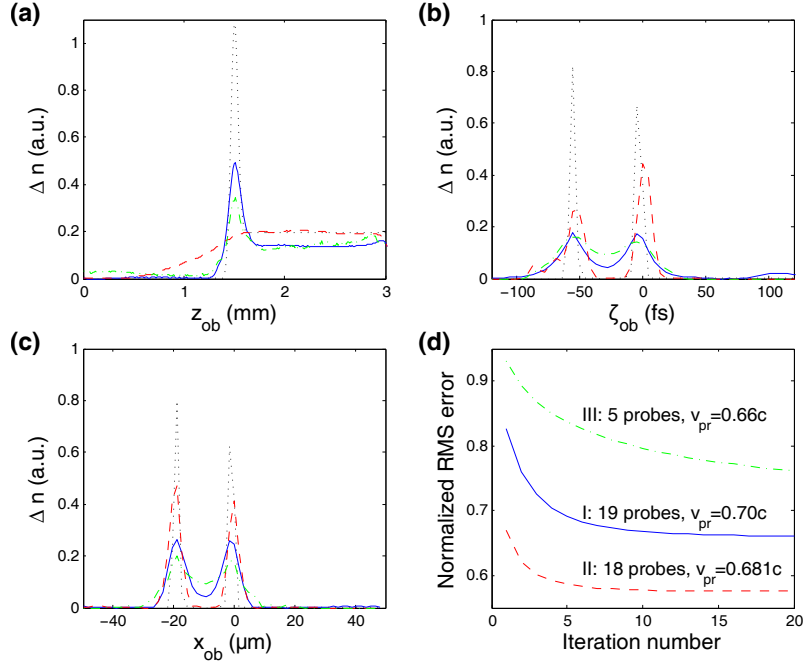 (a)
1
0.8
0.6
0.4
0.2
0
Δ n (a.u.)
0 1 2 3
z_ob (mm)
(b)
1
0.8
0.6
0.4
0.2
0
Δ n (a.u.)
−100 −50 0 50 100
ζ_ob (fs)
(c)
1
0.8
0.6
0.4
0.2
0
Δ n (a.u.)
−40 −20 0 20 40
x_ob (µm)
(d)
0.9
0.8
0.7
0.6
Normalized RMS error
III: 5 probes, v_pr=0.66c
I: 19 probes, v_pr=0.70c
II: 18 probes, v_pr=0.681c
0 5 10 15 20
Iteration number